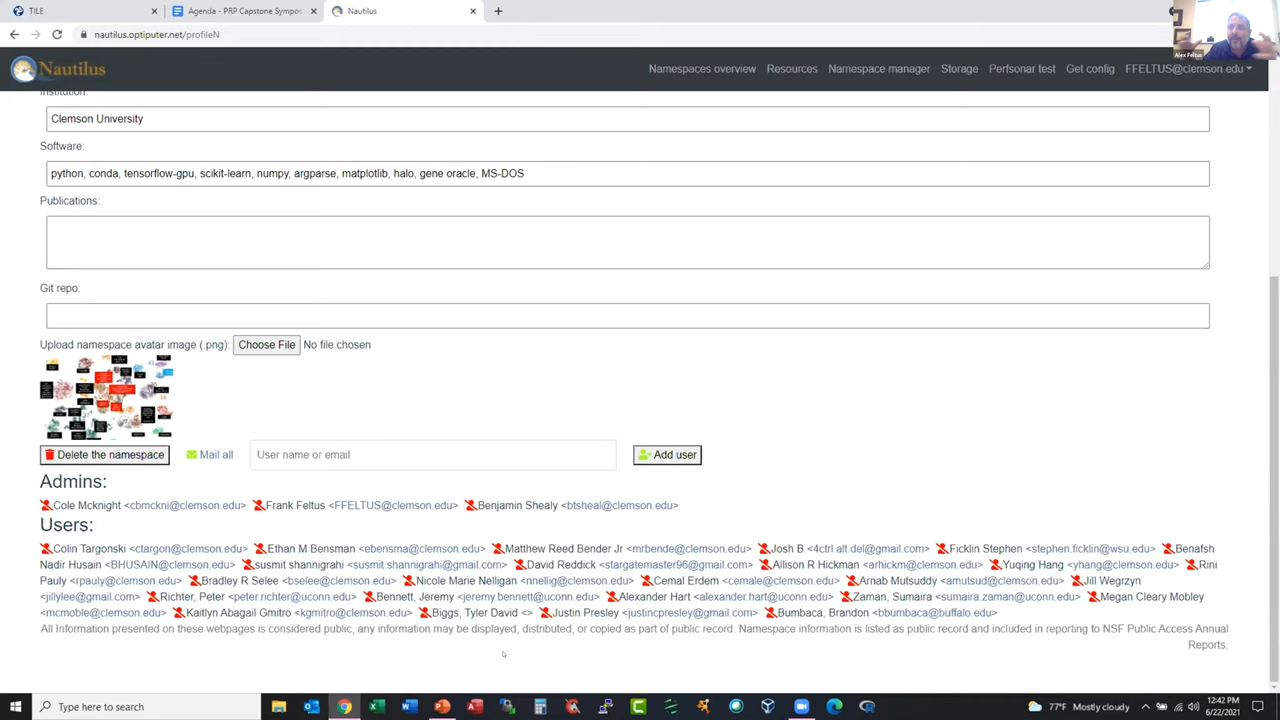 TILE
Agenda - PRP Capstone Sympos
Nautilus
nautilus.optiputer.net/profileN
Alex Feltus
Nautilus
Namespaces overview Resources Namespace manager Storage Perfsonar test Get config FFELTUS@clemson.edu
Institution:
Clemson University
Software:
python, conda, tensorflow-gpu, scikit-learn, numpy, argparse, matplotlib, halo, gene oracle, MS-DOS
Publications:
Git repo:
Upload namespace avatar image (.png): Choose File No file chosen
Delete the namespace Mail all User name or email Add user
Admins:
Cole Mcknight <cbmckni@clemson.edu> Frank Feltus <FFELTUS@clemson.edu> Benjamin Shealy <btsheal@clemson.edu>
Users:
Colin Targonski <ctargon@clemson.edu> Ethan M Bensman <ebensma@clemson.edu> Matthew Reed Bender Jr <mrbende@clemson.edu> Josh B <4ctrl.alt.del@gmail.com> Ficklin Stephen <stephen.ficklin@wsu.edu> Benafsh
Nadir Husain <BHUSAIN@clemson.edu> susmit shannigrahi <susmit.shannigrahi@gmail.com> David Reddick <stargatemaster96@gmail.com> Allison R Hickman <arhickm@clemson.edu> Yuqing Hang <yhang@clemson.edu> Rini
Pauly <rpauly@clemson.edu> Bradley R Selee <bselee@clemson.edu> Nicole Marie Nelligan <nnellig@clemson.edu> Cemal Erdem <cemale@clemson.edu> Arnab Mutsuddy <amutsud@clemson.edu> Jill Wegrzyn
<jillylee@gmail.com> Richter, Peter <peter.richter@uconn.edu> Bennett, Jeremy <jeremy.bennett@uconn.edu> Alexander Hart <alexander.hart@uconn.edu> Zaman, Sumaira <sumaira.zaman@uconn.edu> Megan Cleary Mobley
<mcmoble@clemson.edu> Kaitlyn Abagail Gmitro <kgmitro@clemson.edu> Biggs, Tyler David <> Justin Presley <justincpresley@gmail.com> Bumbaca, Brandon <bbumbaca@buffalo.edu>
All Information presented on these webpages is considered public, any information may be displayed, distributed, or copied as part of public record. Namespace information is listed as public record and included in reporting to NSF Public Access Annual
Reports.
Type here to search
77°F Mostly cloudy
12:42 PM
6/22/2021